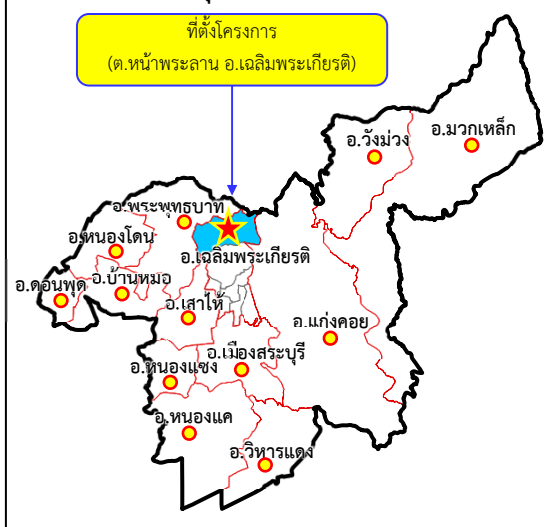 ที่ตั้งโครงการ
(ต.หน้าพระลาน อ.เฉลิมพระเกียรติ)
อ.วังม่วง
อ.มวกเหล็ก
อ.พระพุทธบาท
อ.หนองโดน
อ.เฉลิมพระเกียรติ
อ.ดอนพุด
อ.บ้านหมอ
อ.เสาไห้
อ.แก่งคอย
อ.เมืองสระบุรี
อ.หนองแซง
อ.หนองแค
อ.วิหารแดง